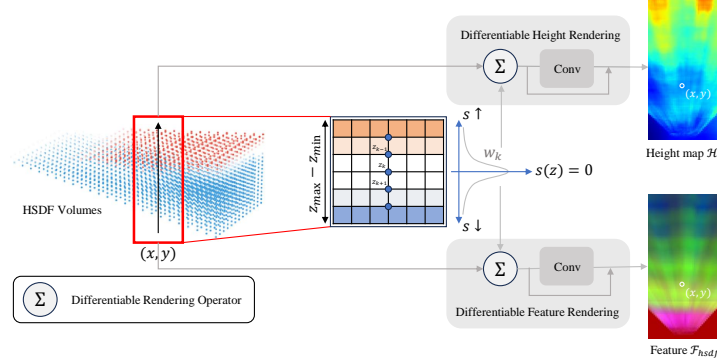 Differentiable Height Rendering
Σ
Conv
(x, y)
Height map ℋ
s ↑
w_k
z_max − z_min
z_{k-1}
z_k
z_{k+1}
s(z) = 0
s ↓
HSDF Volumes
(x, y)
Σ
Conv
Differentiable Feature Rendering
(x, y)
Feature ℱ_hsdf
Σ
Differentiable Rendering Operator